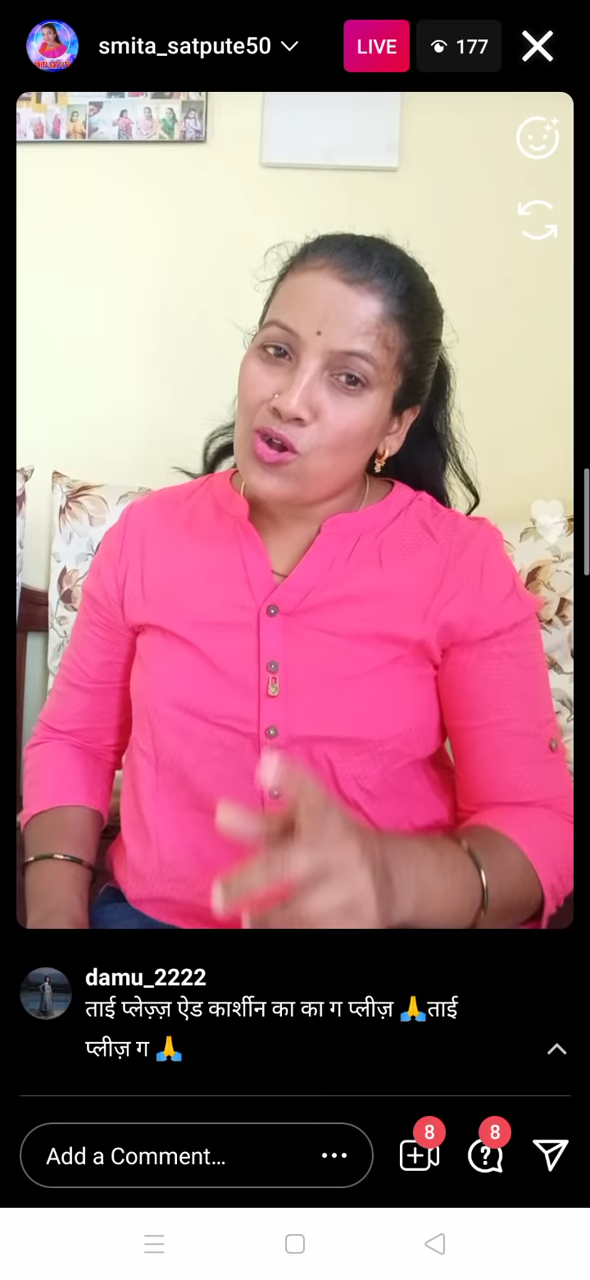 smita_satpute50
LIVE
177
damu_2222
ताई प्लेज़्ज़ ऐड कार्शीन का का ग प्लीज़ 🙏ताई
प्लीज़ ग 🙏
Add a Comment...
8
8